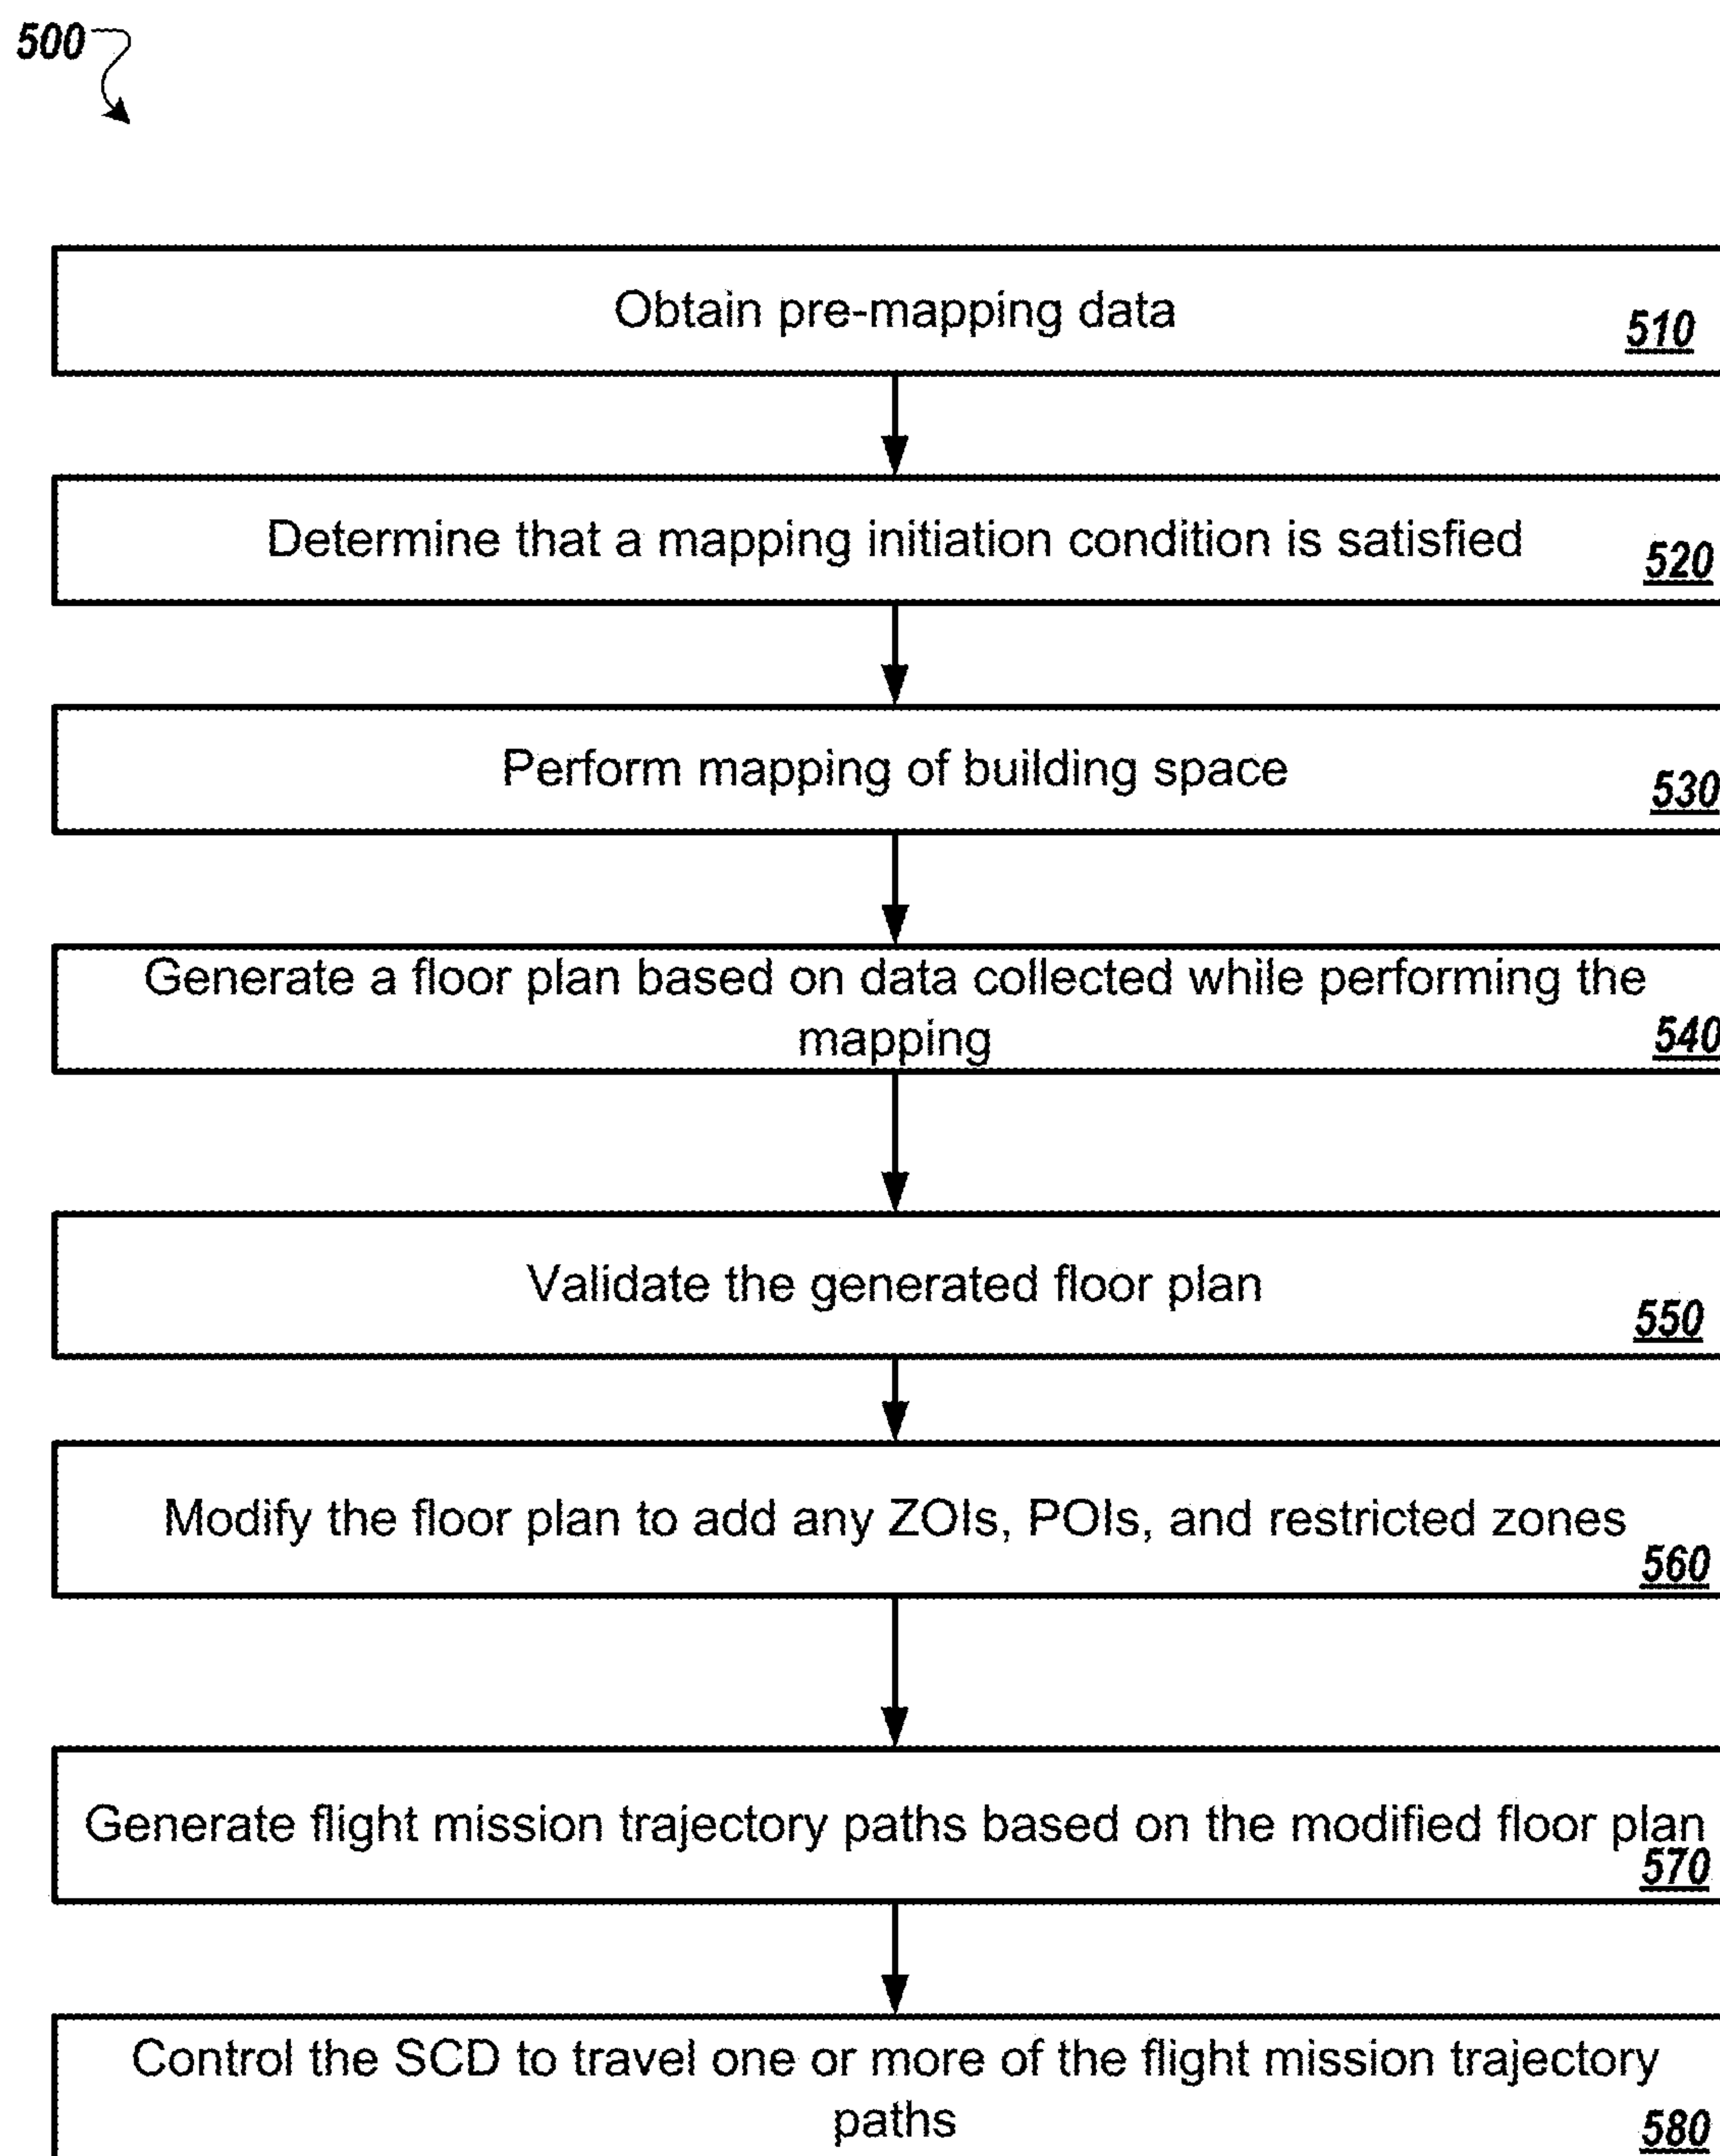 500
Obtain pre-mapping data
510
Determine that a mapping initiation condition is satisfied
520
Perform mapping of building space
530
Generate a floor plan based on data collected while performing the
mapping
540
Validate the generated floor plan
550
Modify the floor plan to add any ZOIs, POIs, and restricted zones
560
Generate flight mission trajectory paths based on the modified floor plan
570
Control the SCD to travel one or more of the flight mission trajectory
paths
580